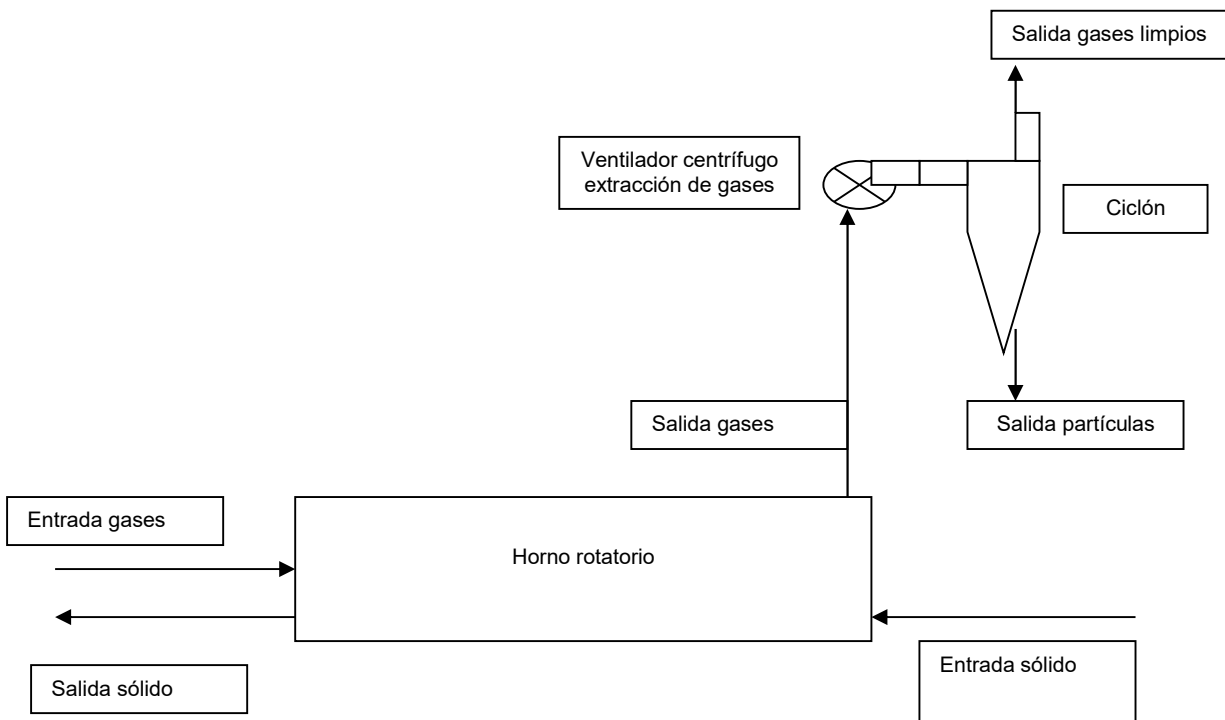 Salida gases limpios
Ventilador centrífugo
extracción de gases
Ciclón
Salida gases
Salida partículas
Entrada gases
Horno rotatorio
Salida sólido
Entrada sólido